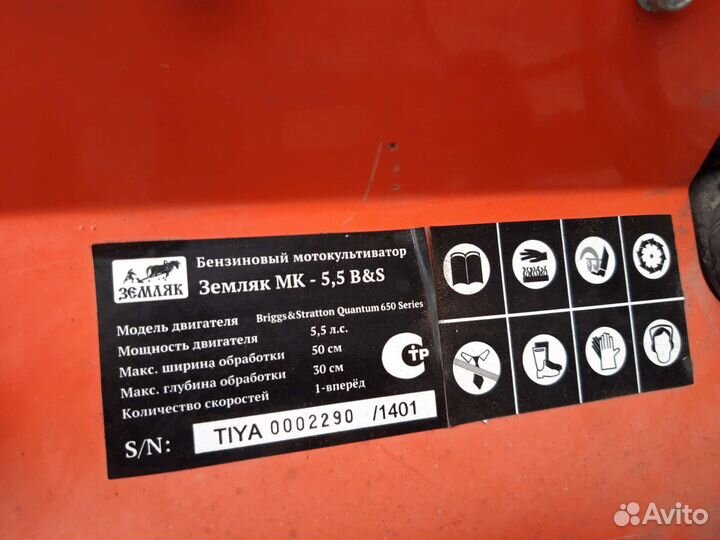 Бензиновый мотокультиватор
ЗЕМЛЯК
Земляк МК - 5,5 B&S
Модель двигателя Briggs&Stratton Quantum 650 Series
Мощность двигателя 5,5 л.с.
Макс. ширина обработки 50 см
Макс. глубина обработки 30 см
Количество скоростей 1-вперёд
СТР
S/N: TIYA 0002290 /1401
Avito